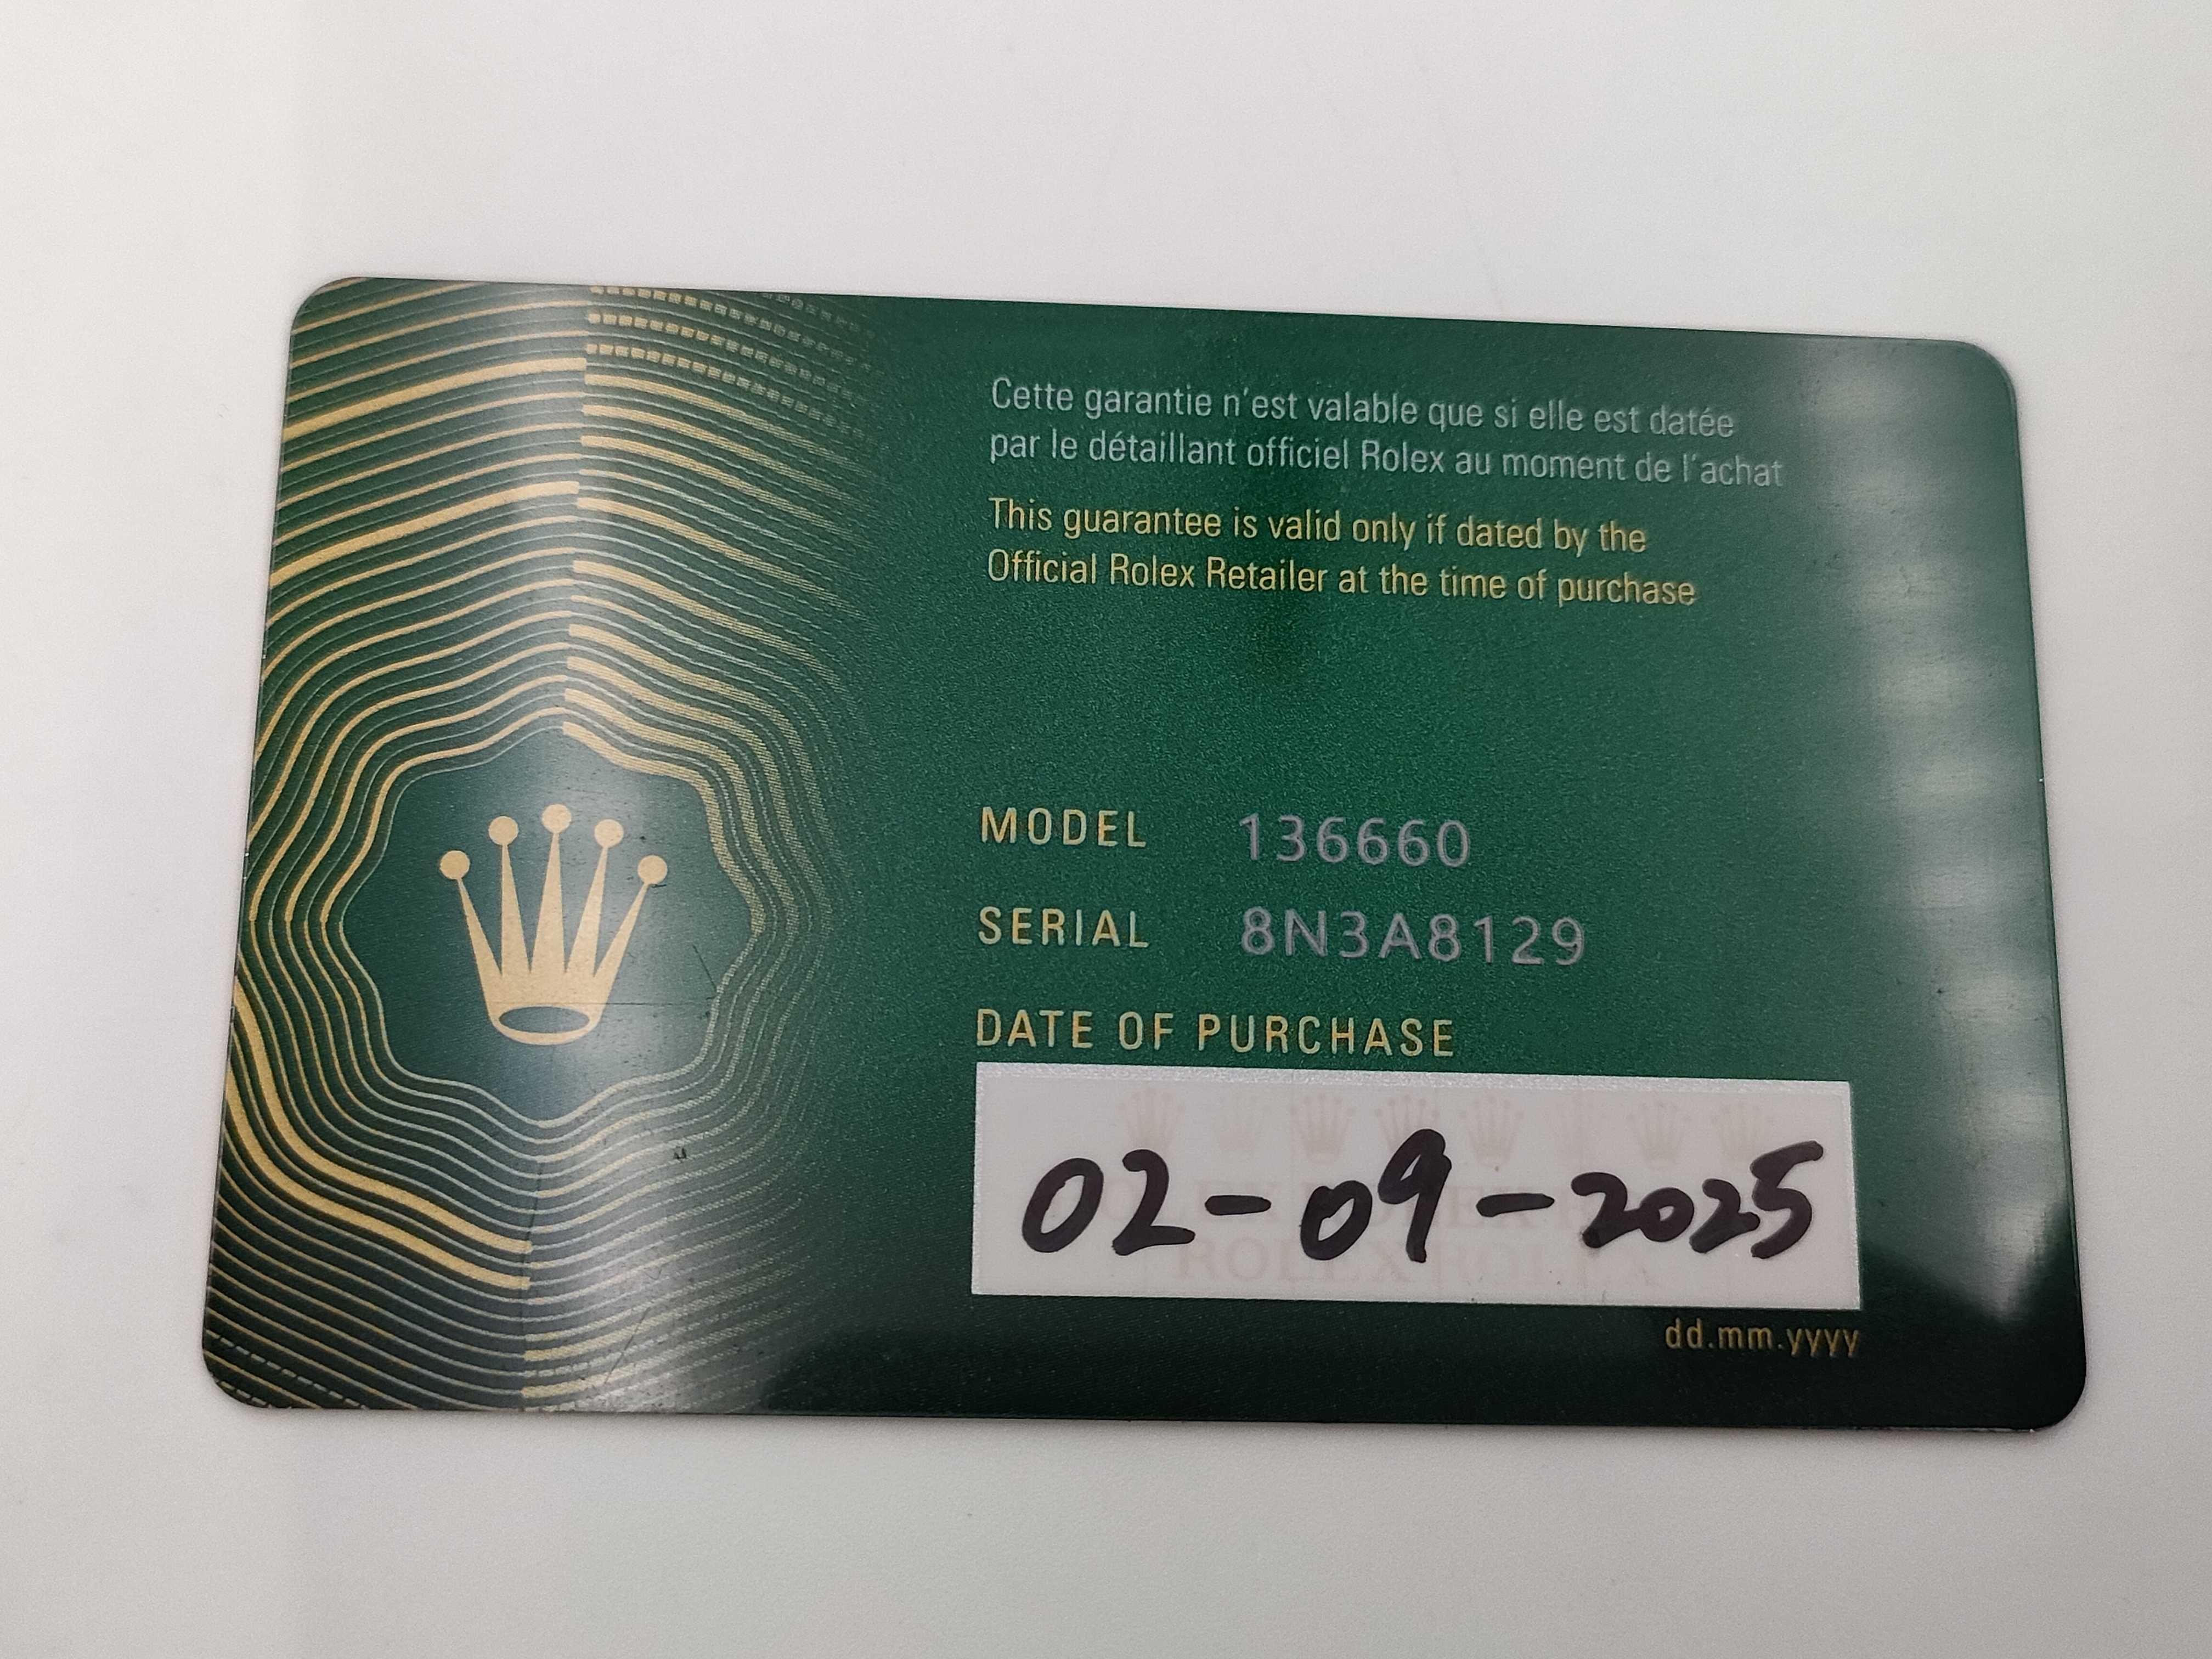 Cette garantie n'est valable que si elle est datée
par le détaillant officiel Rolex au moment de l'achat
This guarantee is valid only if dated by the
Official Rolex Retailer at the time of purchase
MODEL 136660
SERIAL 8N3A8129
DATE OF PURCHASE
02-09-2025
ROLEX ROLEX
dd.mm.yyyy